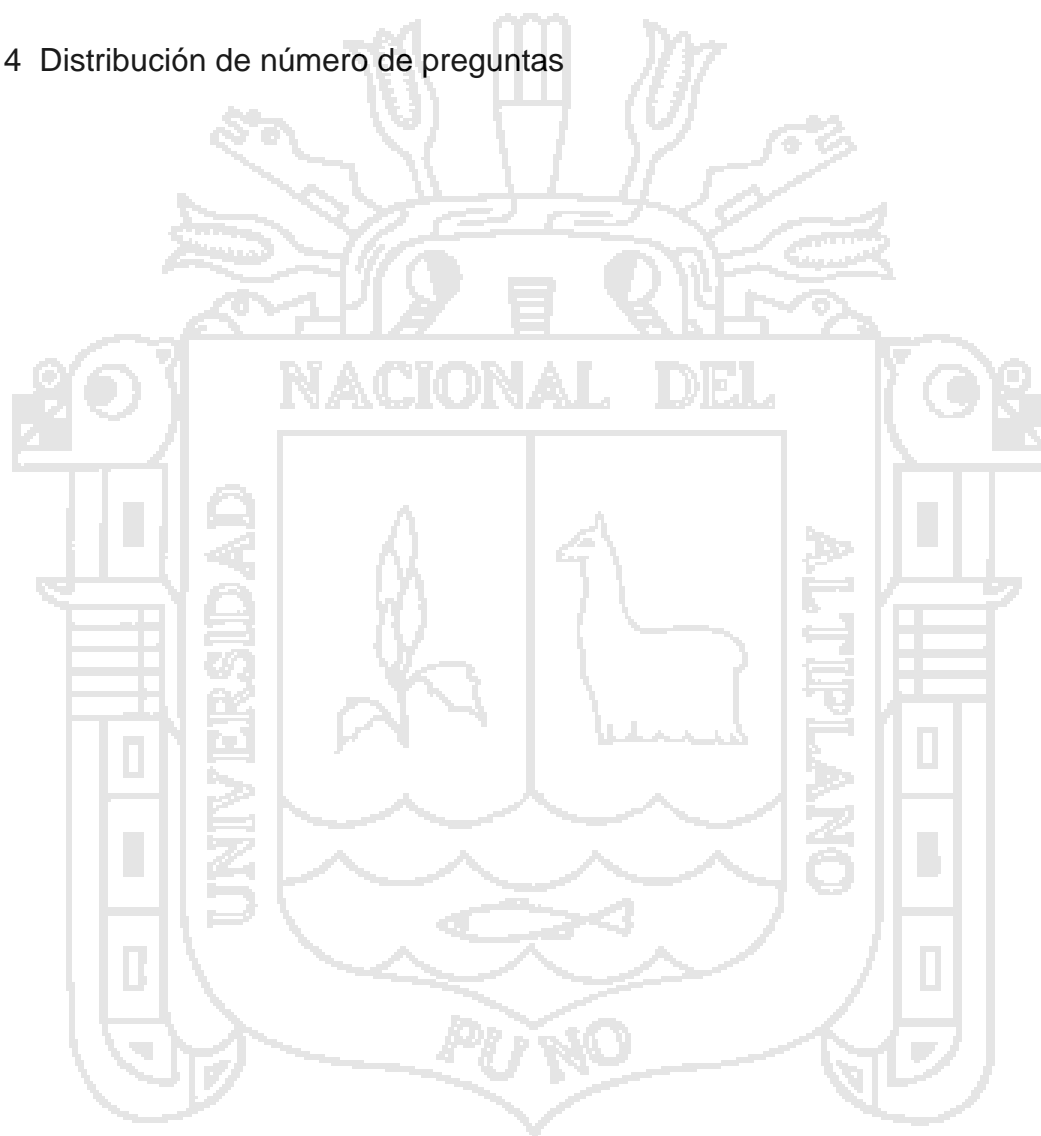 4 Distribución de número de preguntas
NACIONAL DEL
UNIVERSIDAD
ALTIPLANO
PUNO